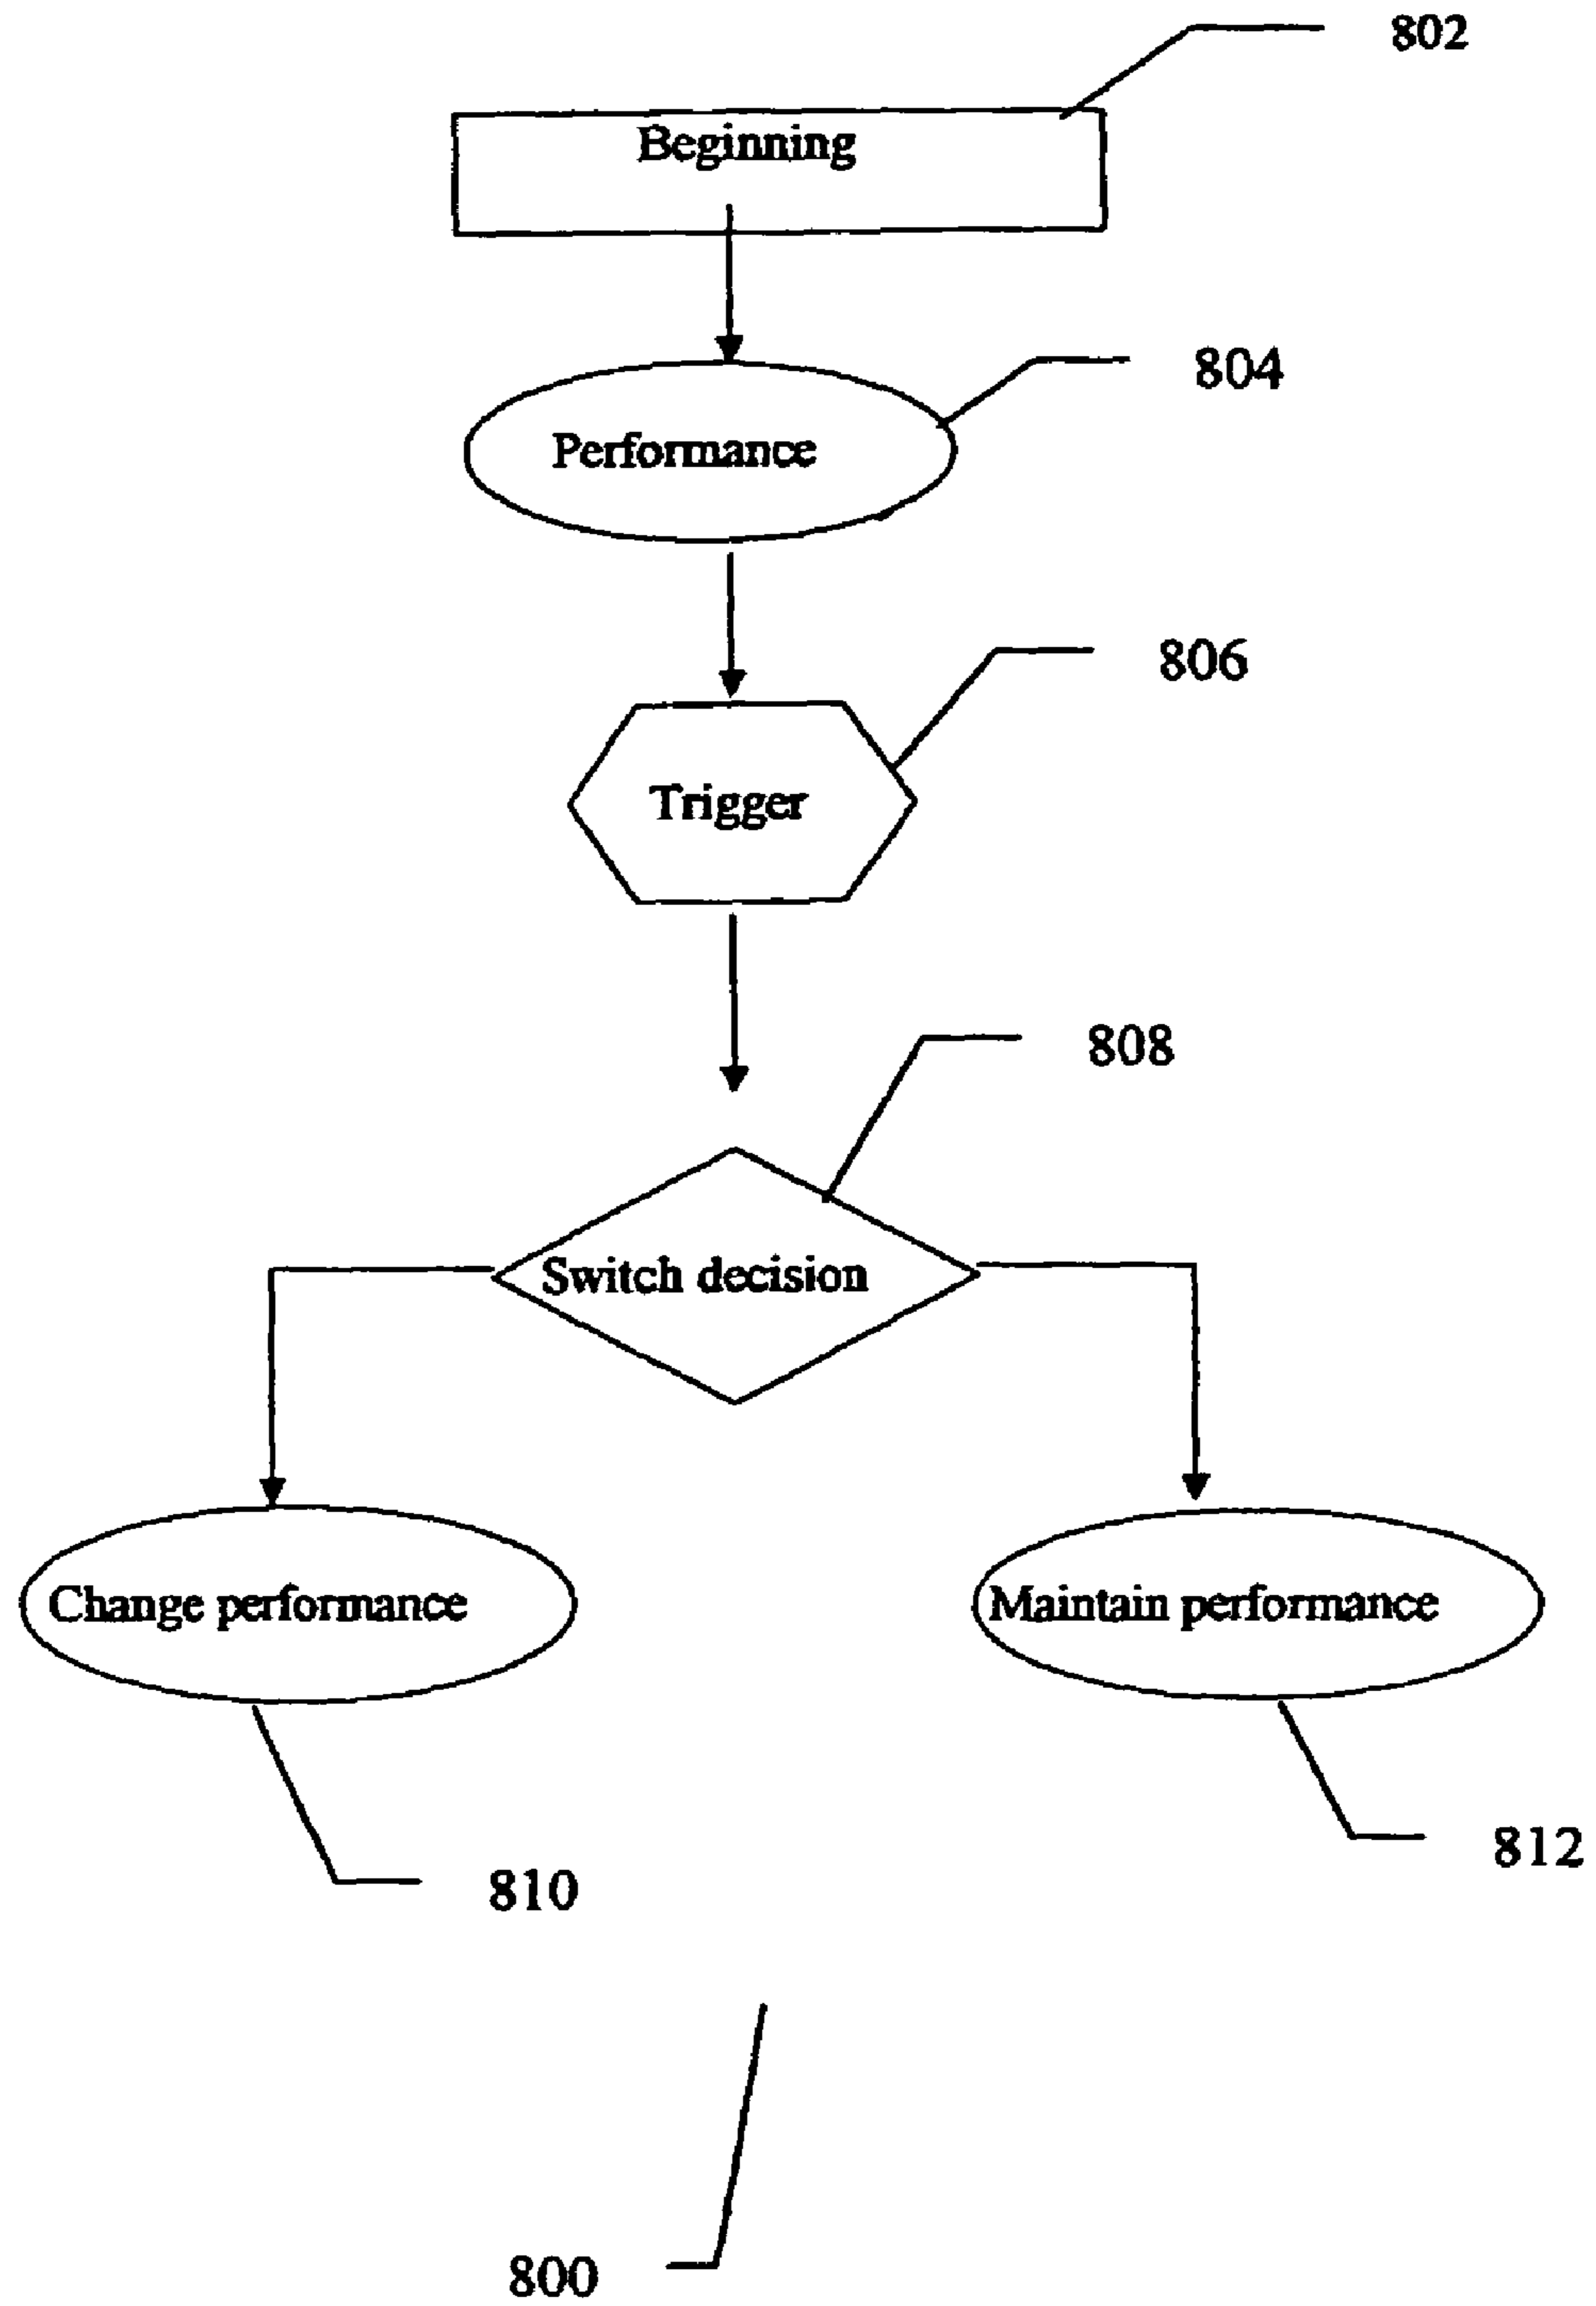 802
Beginning
804
Performance
806
Trigger
808
Switch decision
Change performance
Maintain performance
812
810
800